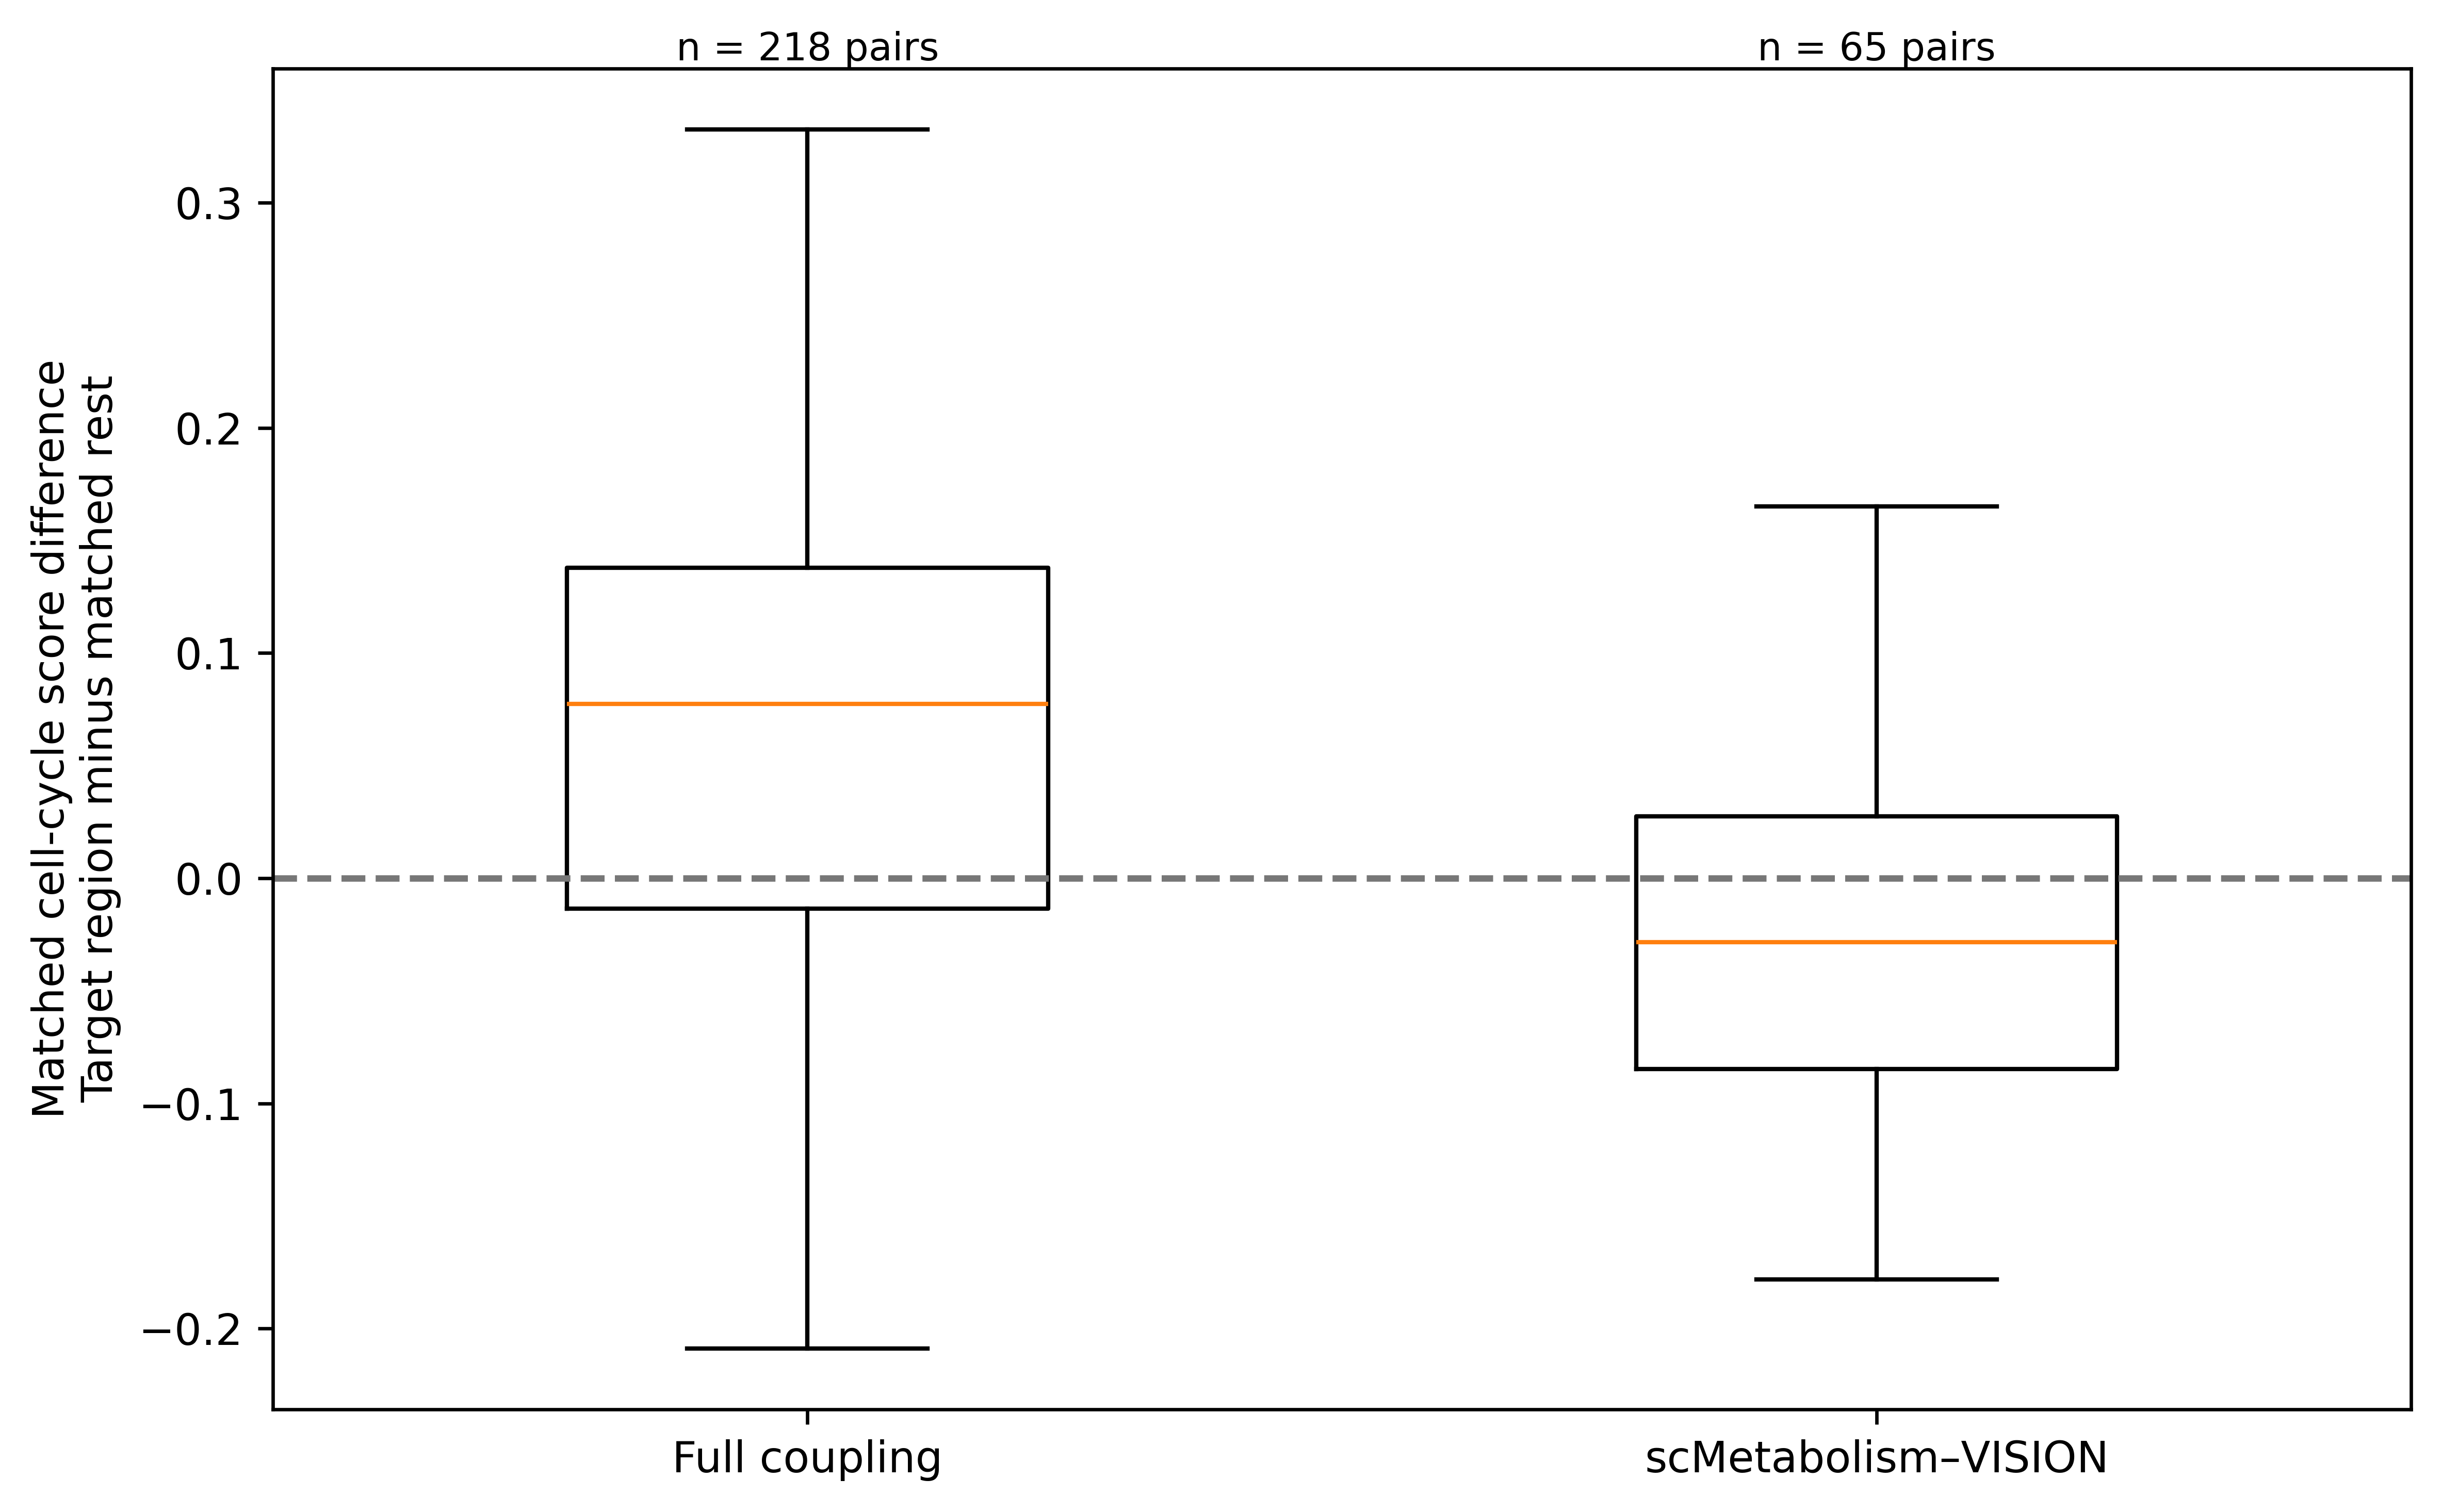 n = 218 pairs
n = 65 pairs
Matched cell-cycle score difference
Target region minus matched rest
0.3
0.2
0.1
0.0
−0.1
−0.2
Full coupling
scMetabolism–VISION